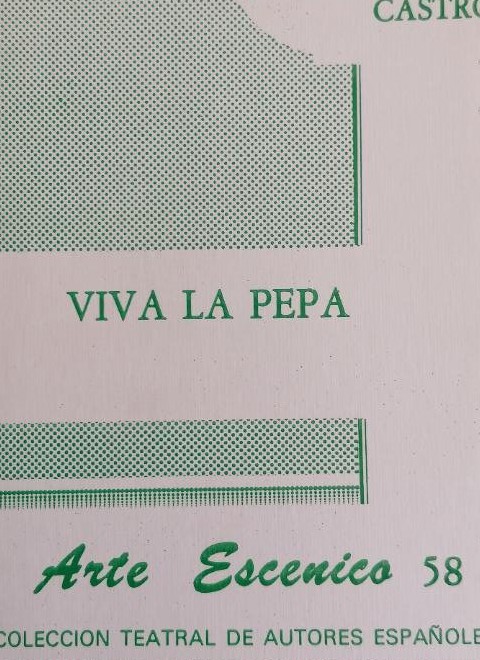 CASTRO
VIVA LA PEPA
Arte Escenico 58
COLECCION TEATRAL DE AUTORES ESPAÑOLE